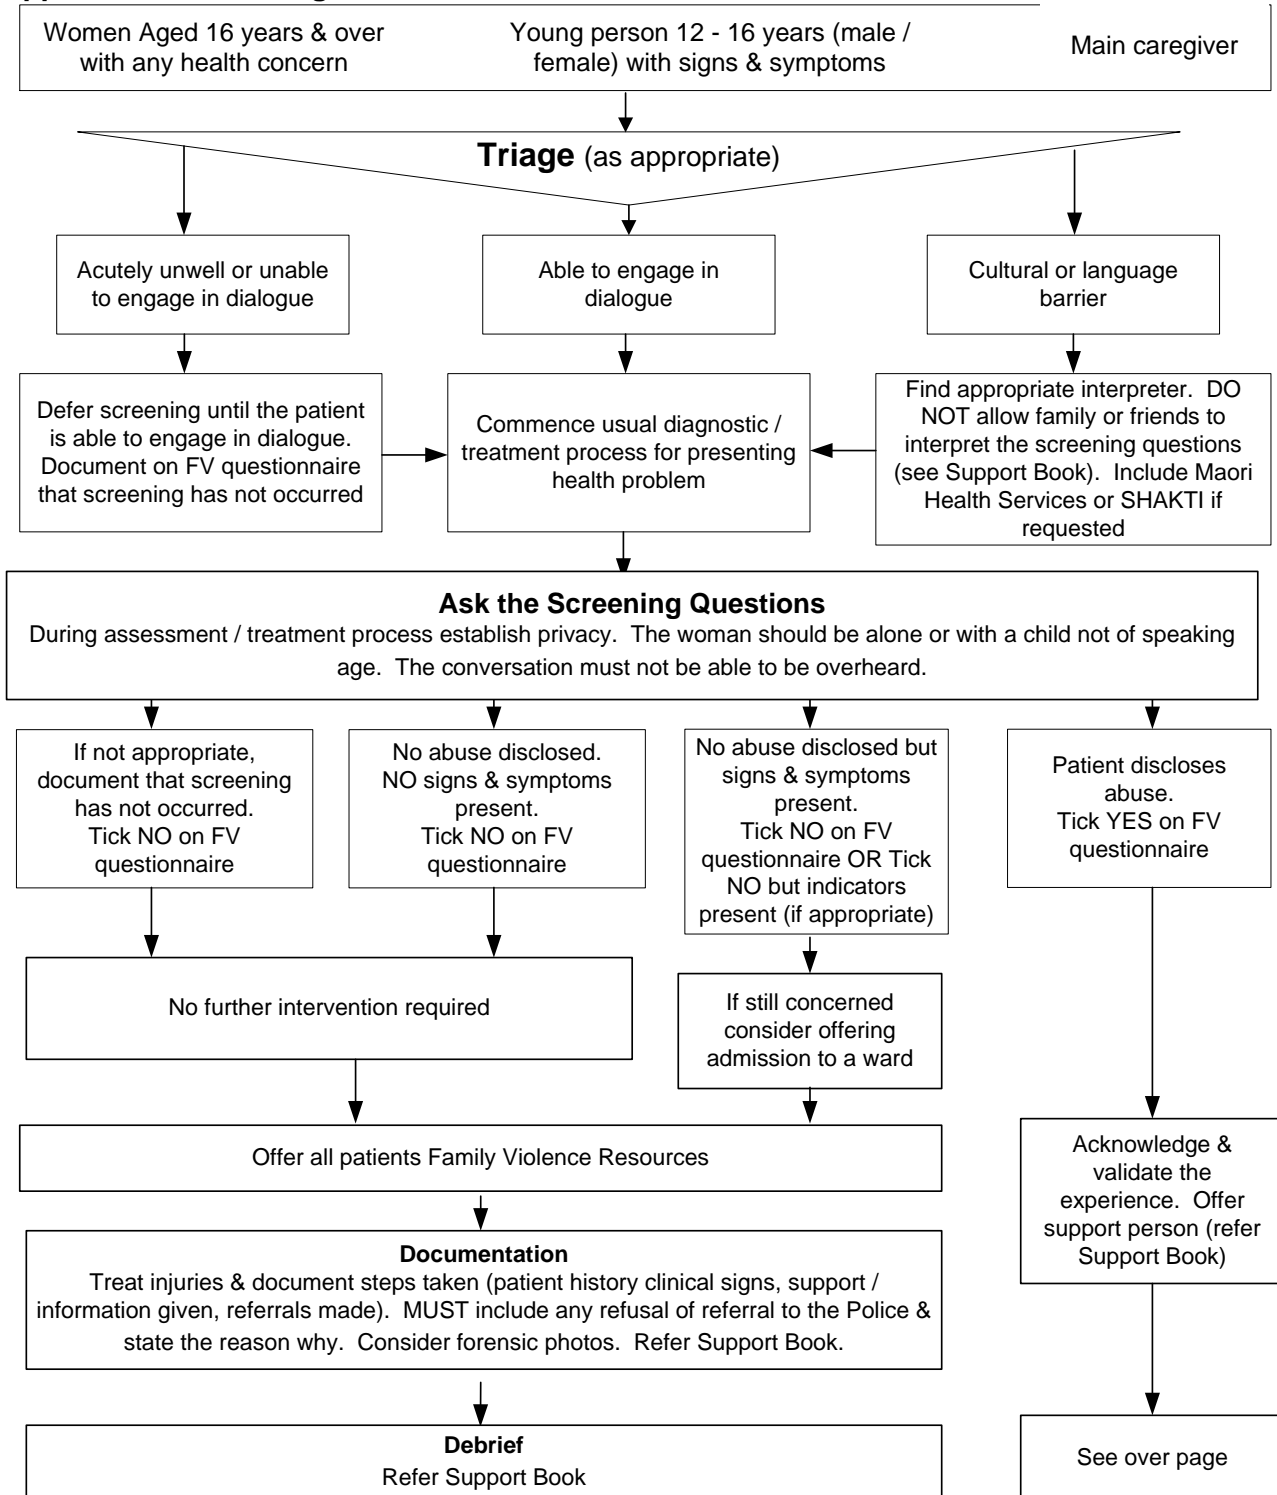 Women Aged 16 years & over
with any health concern
Young person 12 - 16 years (male /
female) with signs & symptoms
Main caregiver
Triage (as appropriate)
Acutely unwell or unable
to engage in dialogue
Able to engage in
dialogue
Cultural or language
barrier
Defer screening until the patient
is able to engage in dialogue.
Document on FV questionnaire
that screening has not occurred
Commence usual diagnostic /
treatment process for presenting
health problem
Find appropriate interpreter.  DO
NOT allow family or friends to
interpret the screening questions
(see Support Book).  Include Maori
Health Services or SHAKTI if
requested
Ask the Screening Questions
During assessment / treatment process establish privacy.  The woman should be alone or with a child not of speaking
age.  The conversation must not be able to be overheard.
If not appropriate,
document that screening
has not occurred.
Tick NO on FV
questionnaire
No abuse disclosed.
NO signs & symptoms
present.
Tick NO on FV
questionnaire
No abuse disclosed but
signs & symptoms
present.
Tick NO on FV
questionnaire OR Tick
NO but indicators
present (if appropriate)
Patient discloses
abuse.
Tick YES on FV
questionnaire
No further intervention required
If still concerned
consider offering
admission to a ward
Offer all patients Family Violence Resources
Acknowledge &
validate the
experience.  Offer
support person (refer
Support Book)
Documentation
Treat injuries & document steps taken (patient history clinical signs, support /
information given, referrals made).  MUST include any refusal of referral to the Police &
state the reason why.  Consider forensic photos.  Refer Support Book.
Debrief
Refer Support Book
See over page